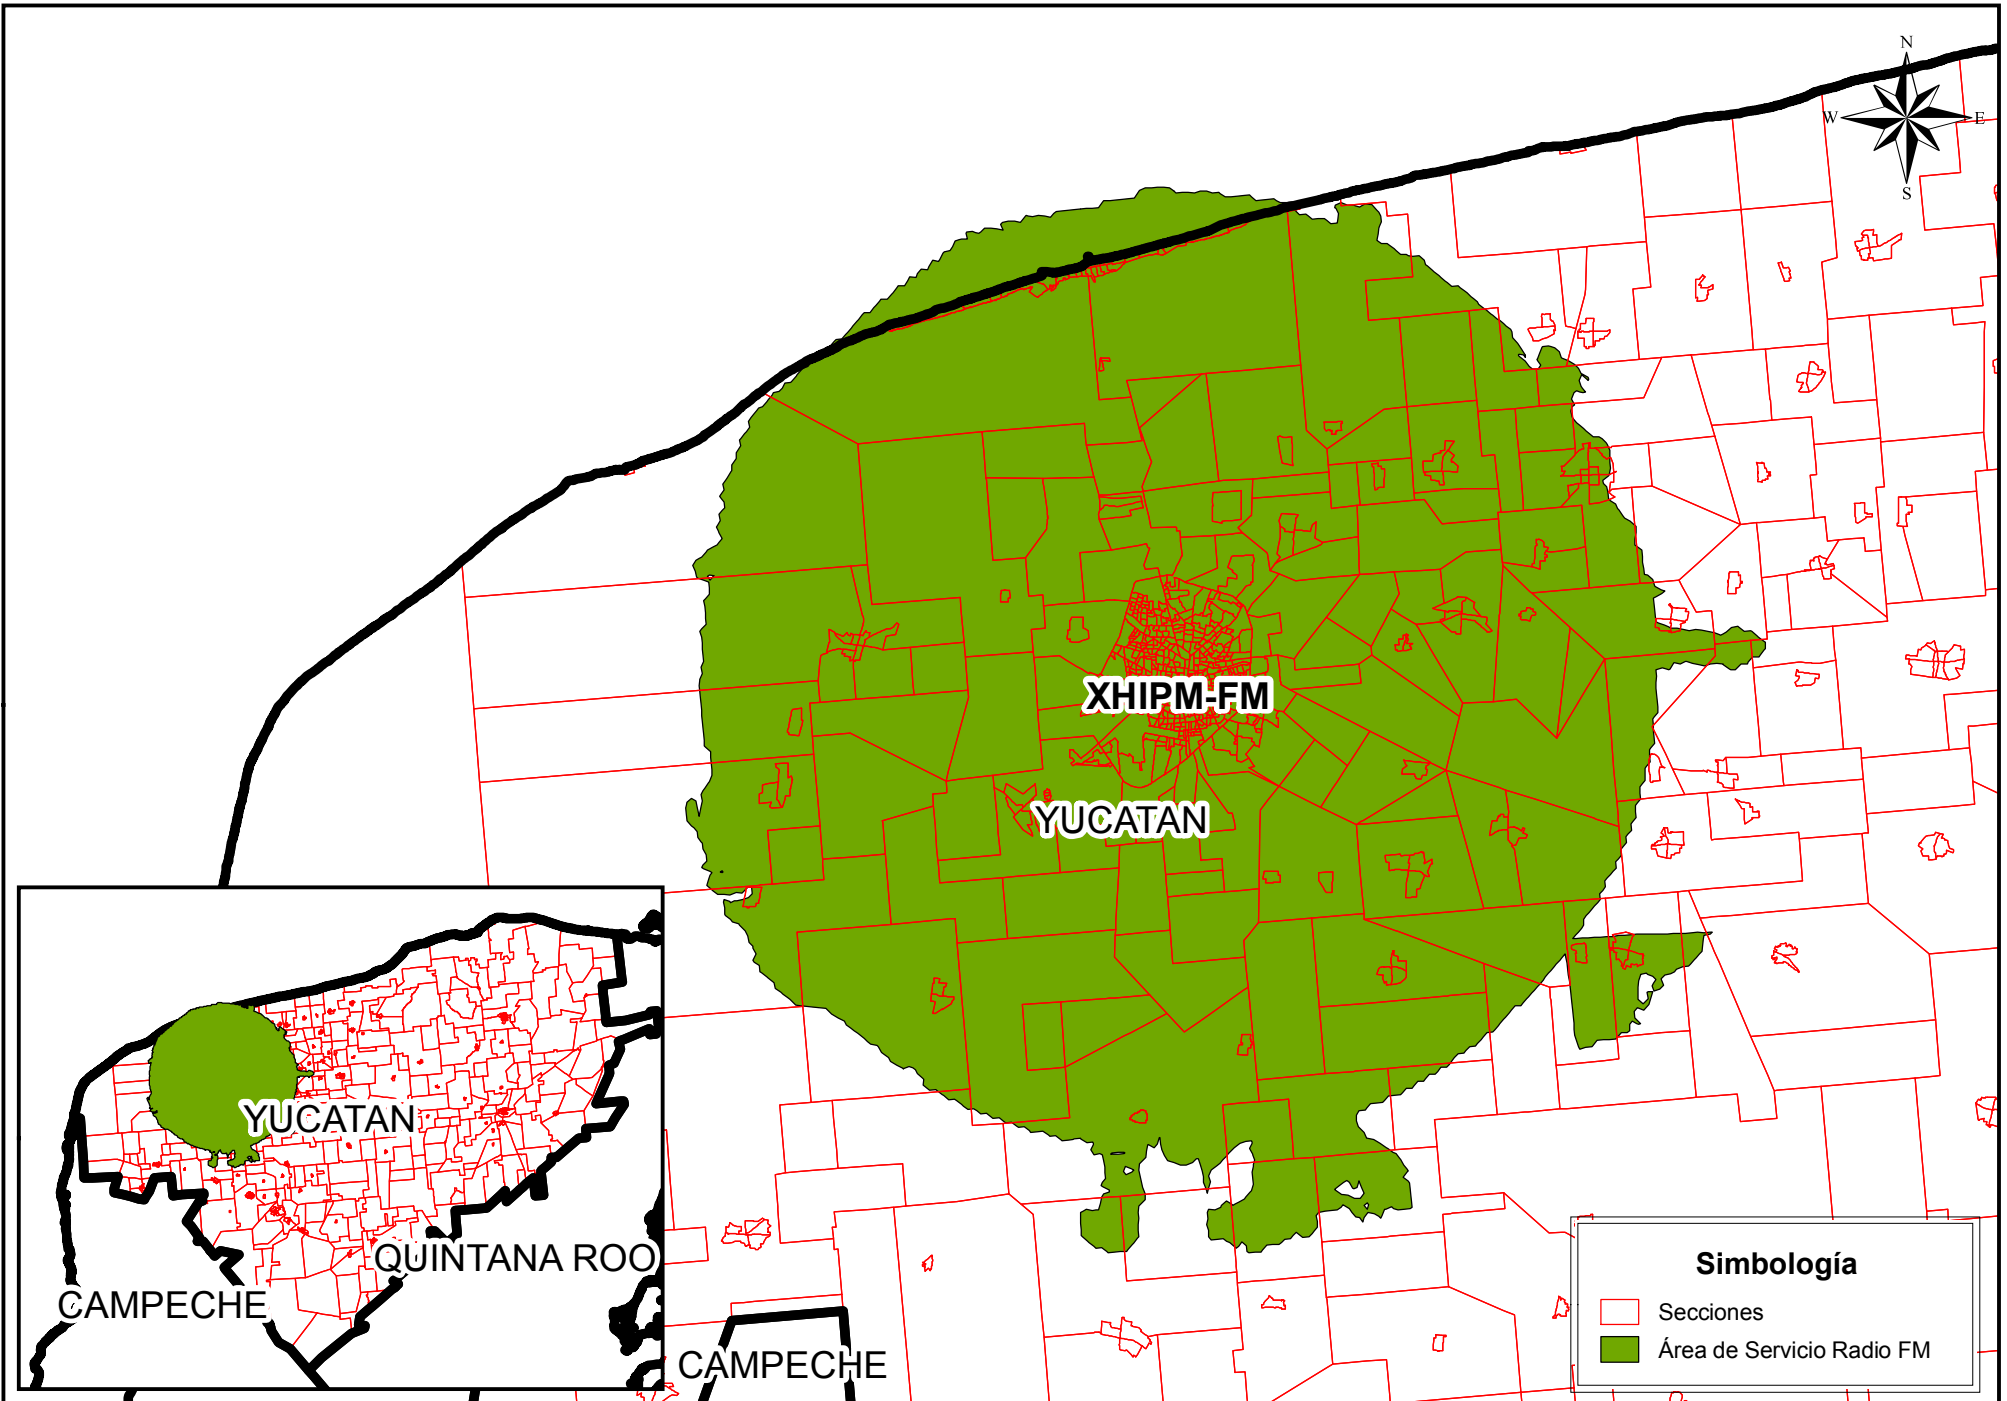 N
W
E
S
XHIPM-FM
YUCATAN
YUCATAN
QUINTANA ROO
CAMPECHE
CAMPECHE
Simbología
Secciones
Área de Servicio Radio FM